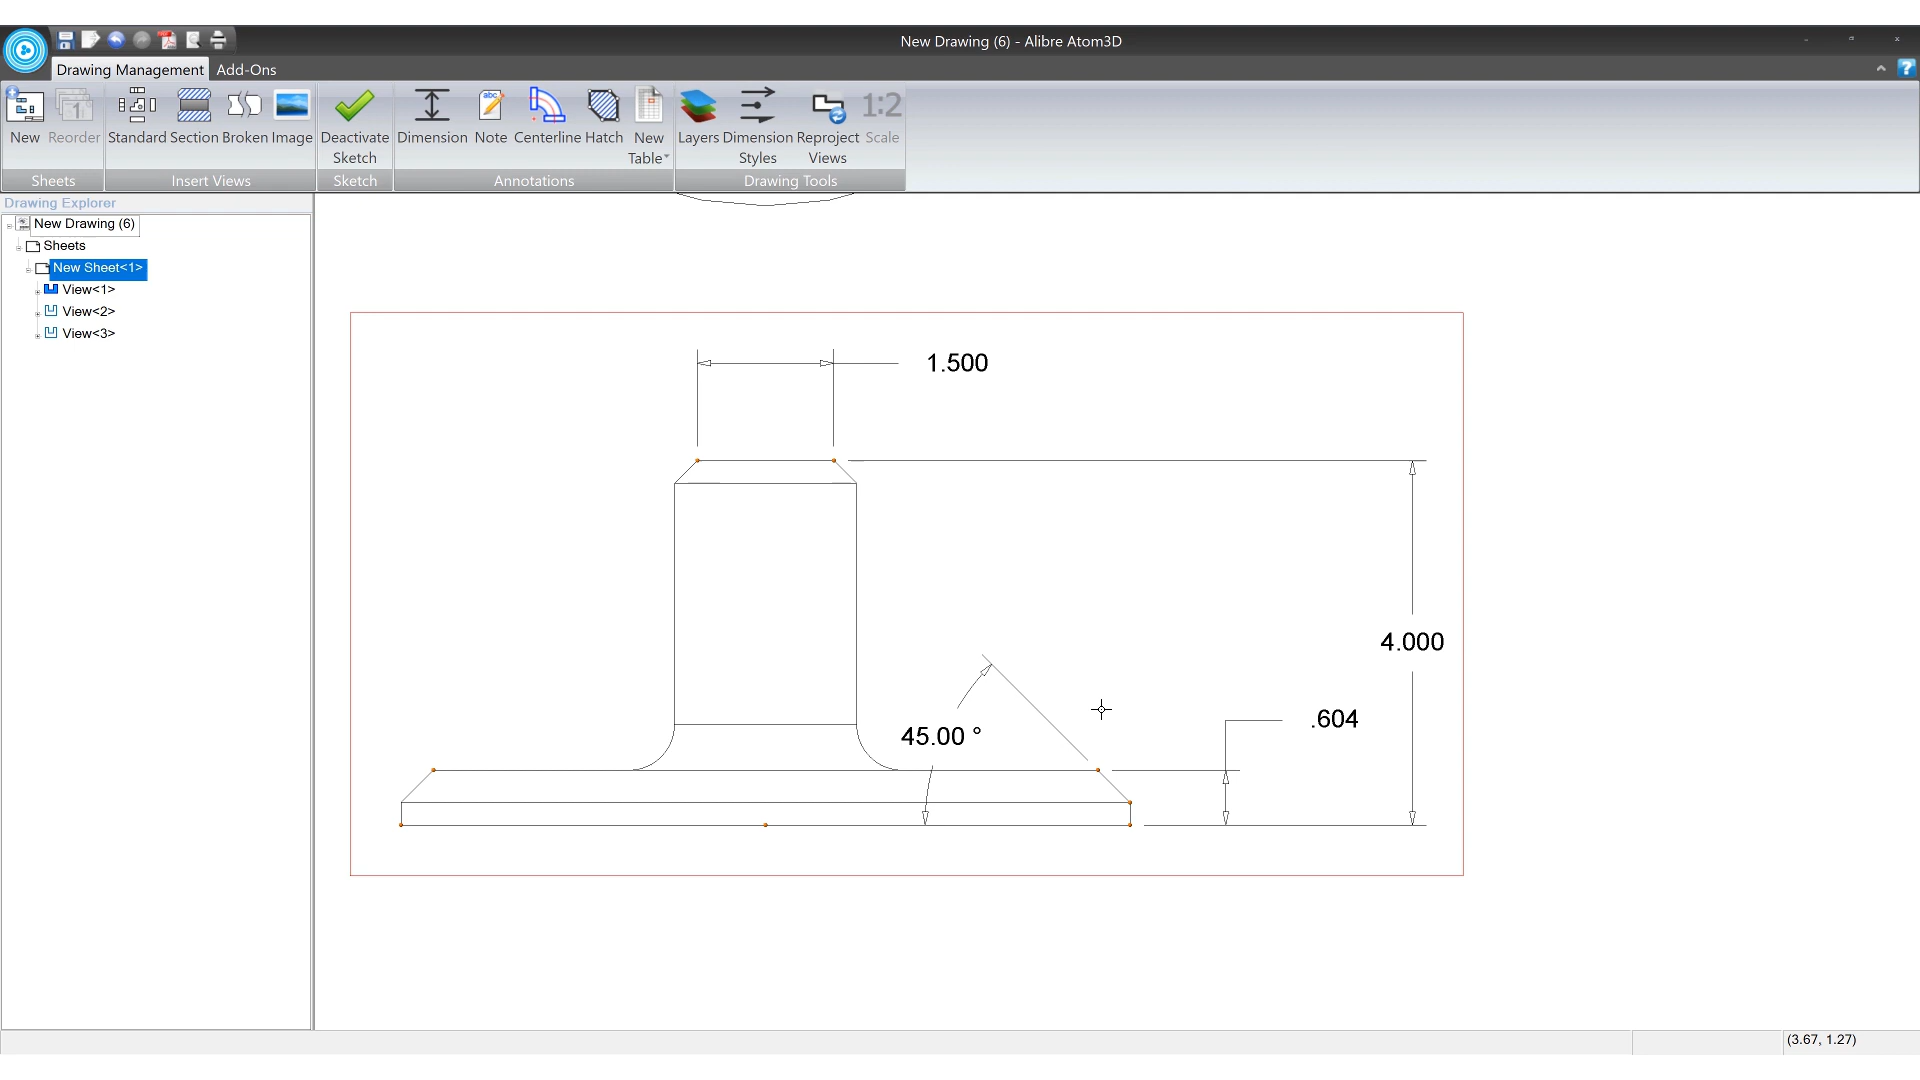 New Drawing (6) - Alibre Atom3D
Drawing Management Add-Ons
New Reorder Standard Section Broken Image Deactivate Sketch Dimension Note Centerline Hatch New Table Layers Dimension Styles Reproject Views 1:2 Scale
abc
1
Sheets Insert Views Sketch Annotations Drawing Tools
Drawing Explorer
New Drawing (6)
Sheets
New Sheet<1>
View<1>
View<2>
View<3>
1.500
4.000
.604
45.00 °
(3.67, 1.27)